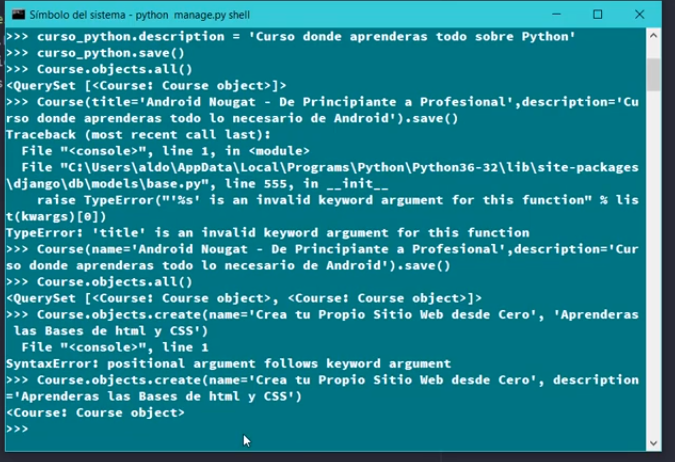 Símbolo del sistema - python manage.py shell
>>> curso_python.description = 'Curso donde aprenderas todo sobre Python'
>>> curso_python.save()
>>> Course.objects.all()
<QuerySet [<Course: Course object>]>
>>> Course(title='Android Nougat - De Principiante a Profesional',description='Cu
rso donde aprenderas todo lo necesario de Android').save()
Traceback (most recent call last):
  File "<console>", line 1, in <module>
  File "C:\Users\aldo\AppData\Local\Programs\Python\Python36-32\lib\site-packages
\django\db\models\base.py", line 555, in __init__
    raise TypeError("'%s' is an invalid keyword argument for this function" % lis
t(kwargs)[0])
TypeError: 'title' is an invalid keyword argument for this function
>>> Course(name='Android Nougat - De Principiante a Profesional',description='Cur
so donde aprenderas todo lo necesario de Android').save()
>>> Course.objects.all()
<QuerySet [<Course: Course object>, <Course: Course object>]>
>>> Course.objects.create(name='Crea tu Propio Sitio Web desde Cero', 'Aprenderas
 las Bases de html y CSS')
  File "<console>", line 1
SyntaxError: positional argument follows keyword argument
>>> Course.objects.create(name='Crea tu Propio Sitio Web desde Cero', description
='Aprenderas las Bases de html y CSS')
<Course: Course object>
>>>